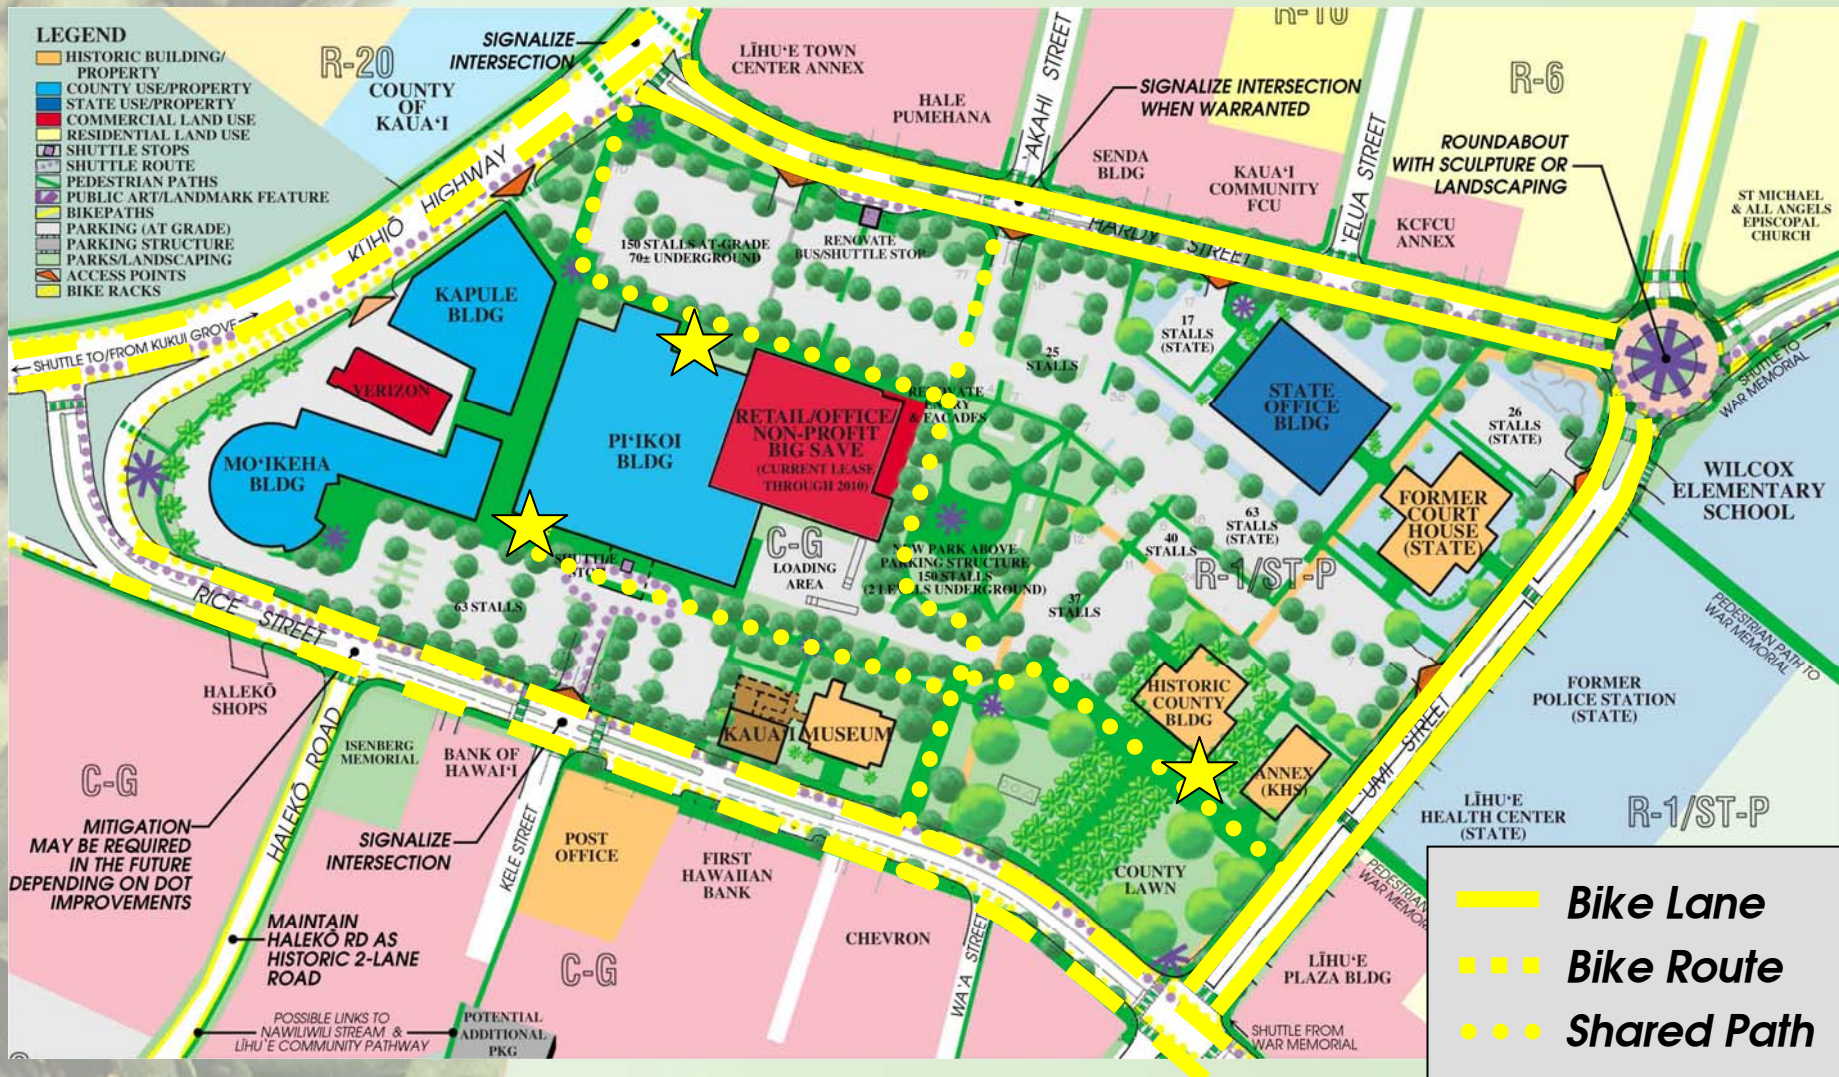 LEGEND
HISTORIC BUILDING/
PROPERTY
COUNTY USE/PROPERTY
STATE USE/PROPERTY
COMMERCIAL LAND USE
RESIDENTIAL LAND USE
SHUTTLE STOPS
SHUTTLE ROUTE
PEDESTRIAN PATHS
PUBLIC ART/LANDMARK FEATURE
BIKEPATHS
PARKING (AT GRADE)
PARKING STRUCTURE
PARKS/LANDSCAPING
ACCESS POINTS
BIKE RACKS
R-20
COUNTY
OF
KAUA‘I
SIGNALIZE
INTERSECTION
LĪHU‘E TOWN
CENTER ANNEX
HALE
PUMEHANA
‘AKAHI STREET
R-10
SIGNALIZE INTERSECTION
WHEN WARRANTED
SENDA
BLDG
KAUA‘I
COMMUNITY
FCU
‘ELUA STREET
KCFCU
ANNEX
R-6
ROUNDABOUT
WITH SCULPTURE OR
LANDSCAPING
ST MICHAEL
& ALL ANGELS
EPISCOPAL
CHURCH
KŪHIŌ HIGHWAY
HARDY STREET
150 STALLS AT-GRADE
70± UNDERGROUND
RENOVATE
BUS/SHUTTLE STOP
KAPULE
BLDG
SHUTTLE TO/FROM KUKUI GROVE
VERIZON
MO‘IKEHA
BLDG
PI‘IKOI
BLDG
RETAIL/OFFICE/
NON-PROFIT
BIG SAVE
(CURRENT LEASE
THROUGH 2010)
RENOVATE
ENTRY
& FACADES
25
STALLS
17
STALLS
(STATE)
STATE
OFFICE
BLDG
26
STALLS
(STATE)
SHUTTLE TO
WAR MEMORIAL
WILCOX
ELEMENTARY
SCHOOL
FORMER
COURT
HOUSE
(STATE)
63
STALLS
(STATE)
40
STALLS
R-1/ST-P
C-G
LOADING
AREA
NEW PARK ABOVE
PARKING STRUCTURE
150 STALLS
(2 LEVELS UNDERGROUND)
37
STALLS
SHUTTLE
STOP
63 STALLS
RICE STREET
HALEKŌ
SHOPS
HALEKŌ ROAD
ISENBERG
MEMORIAL
BANK OF
HAWAI‘I
KAUA‘I MUSEUM
HISTORIC
COUNTY
BLDG
ANNEX
(KHS)
‘UMI STREET
FORMER
POLICE STATION
(STATE)
PEDESTRIAN PATH TO
WAR MEMORIAL
LĪHU‘E
HEALTH CENTER
(STATE)
R-1/ST-P
C-G
MITIGATION
MAY BE REQUIRED
IN THE FUTURE
DEPENDING ON DOT
IMPROVEMENTS
SIGNALIZE
INTERSECTION
KELE STREET
POST
OFFICE
FIRST
HAWAIIAN
BANK
COUNTY
LAWN
PEDESTRIAN
WAR MEMOR
MAINTAIN
HALEKŌ RD AS
HISTORIC 2-LANE
ROAD
C-G
CHEVRON
WA‘A STREET
LĪHU‘E
PLAZA BLDG
POSSIBLE LINKS TO
NAWILIWILI STREAM &
LĪHU‘E COMMUNITY PATHWAY
POTENTIAL
ADDITIONAL
PKG
SHUTTLE FROM
WAR MEMORIAL
Bike Lane
Bike Route
Shared Path